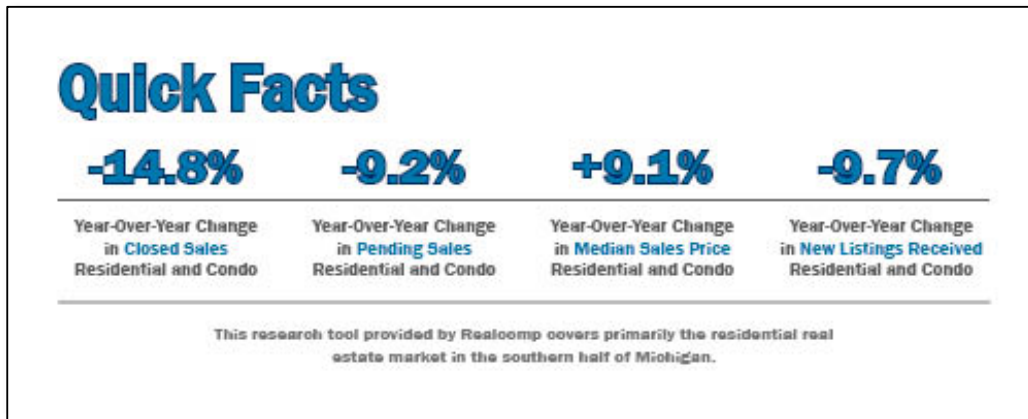 Quick Facts
-14.8%
-9.2%
+9.1%
-9.7%
Year-Over-Year Change
in Closed Sales
Residential and Condo
Year-Over-Year Change
in Pending Sales
Residential and Condo
Year-Over-Year Change
in Median Sales Price
Residential and Condo
Year-Over-Year Change
in New Listings Received
Residential and Condo
This research tool provided by Realcomp covers primarily the residential real
estate market in the southern half of Michigan.